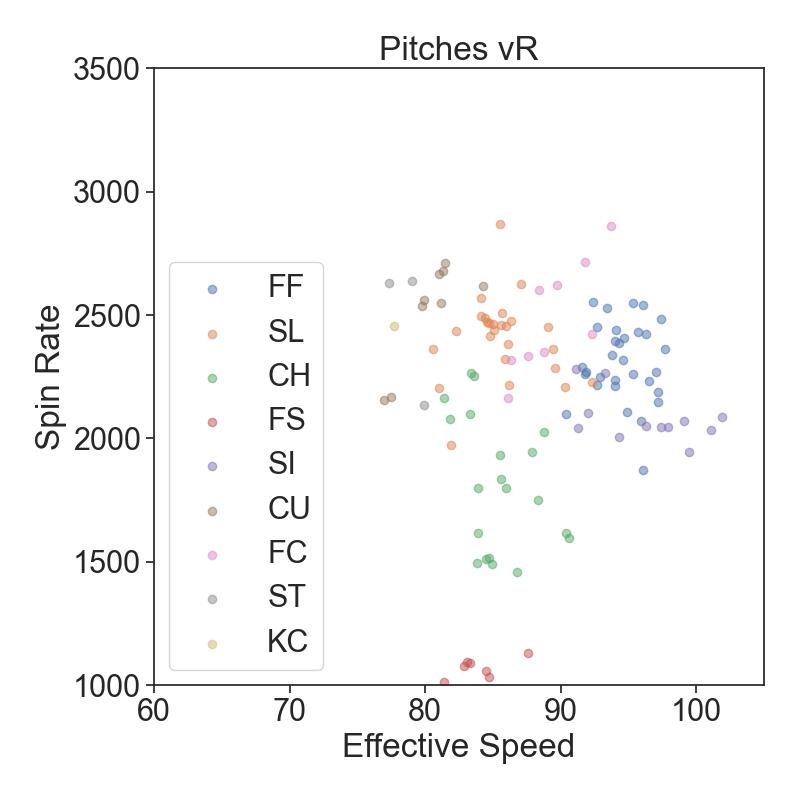 Pitches vR
3500
3000
2500
2000
1500
1000
Spin Rate
FF
SL
CH
FS
SI
CU
FC
ST
KC
60 70 80 90 100
Effective Speed